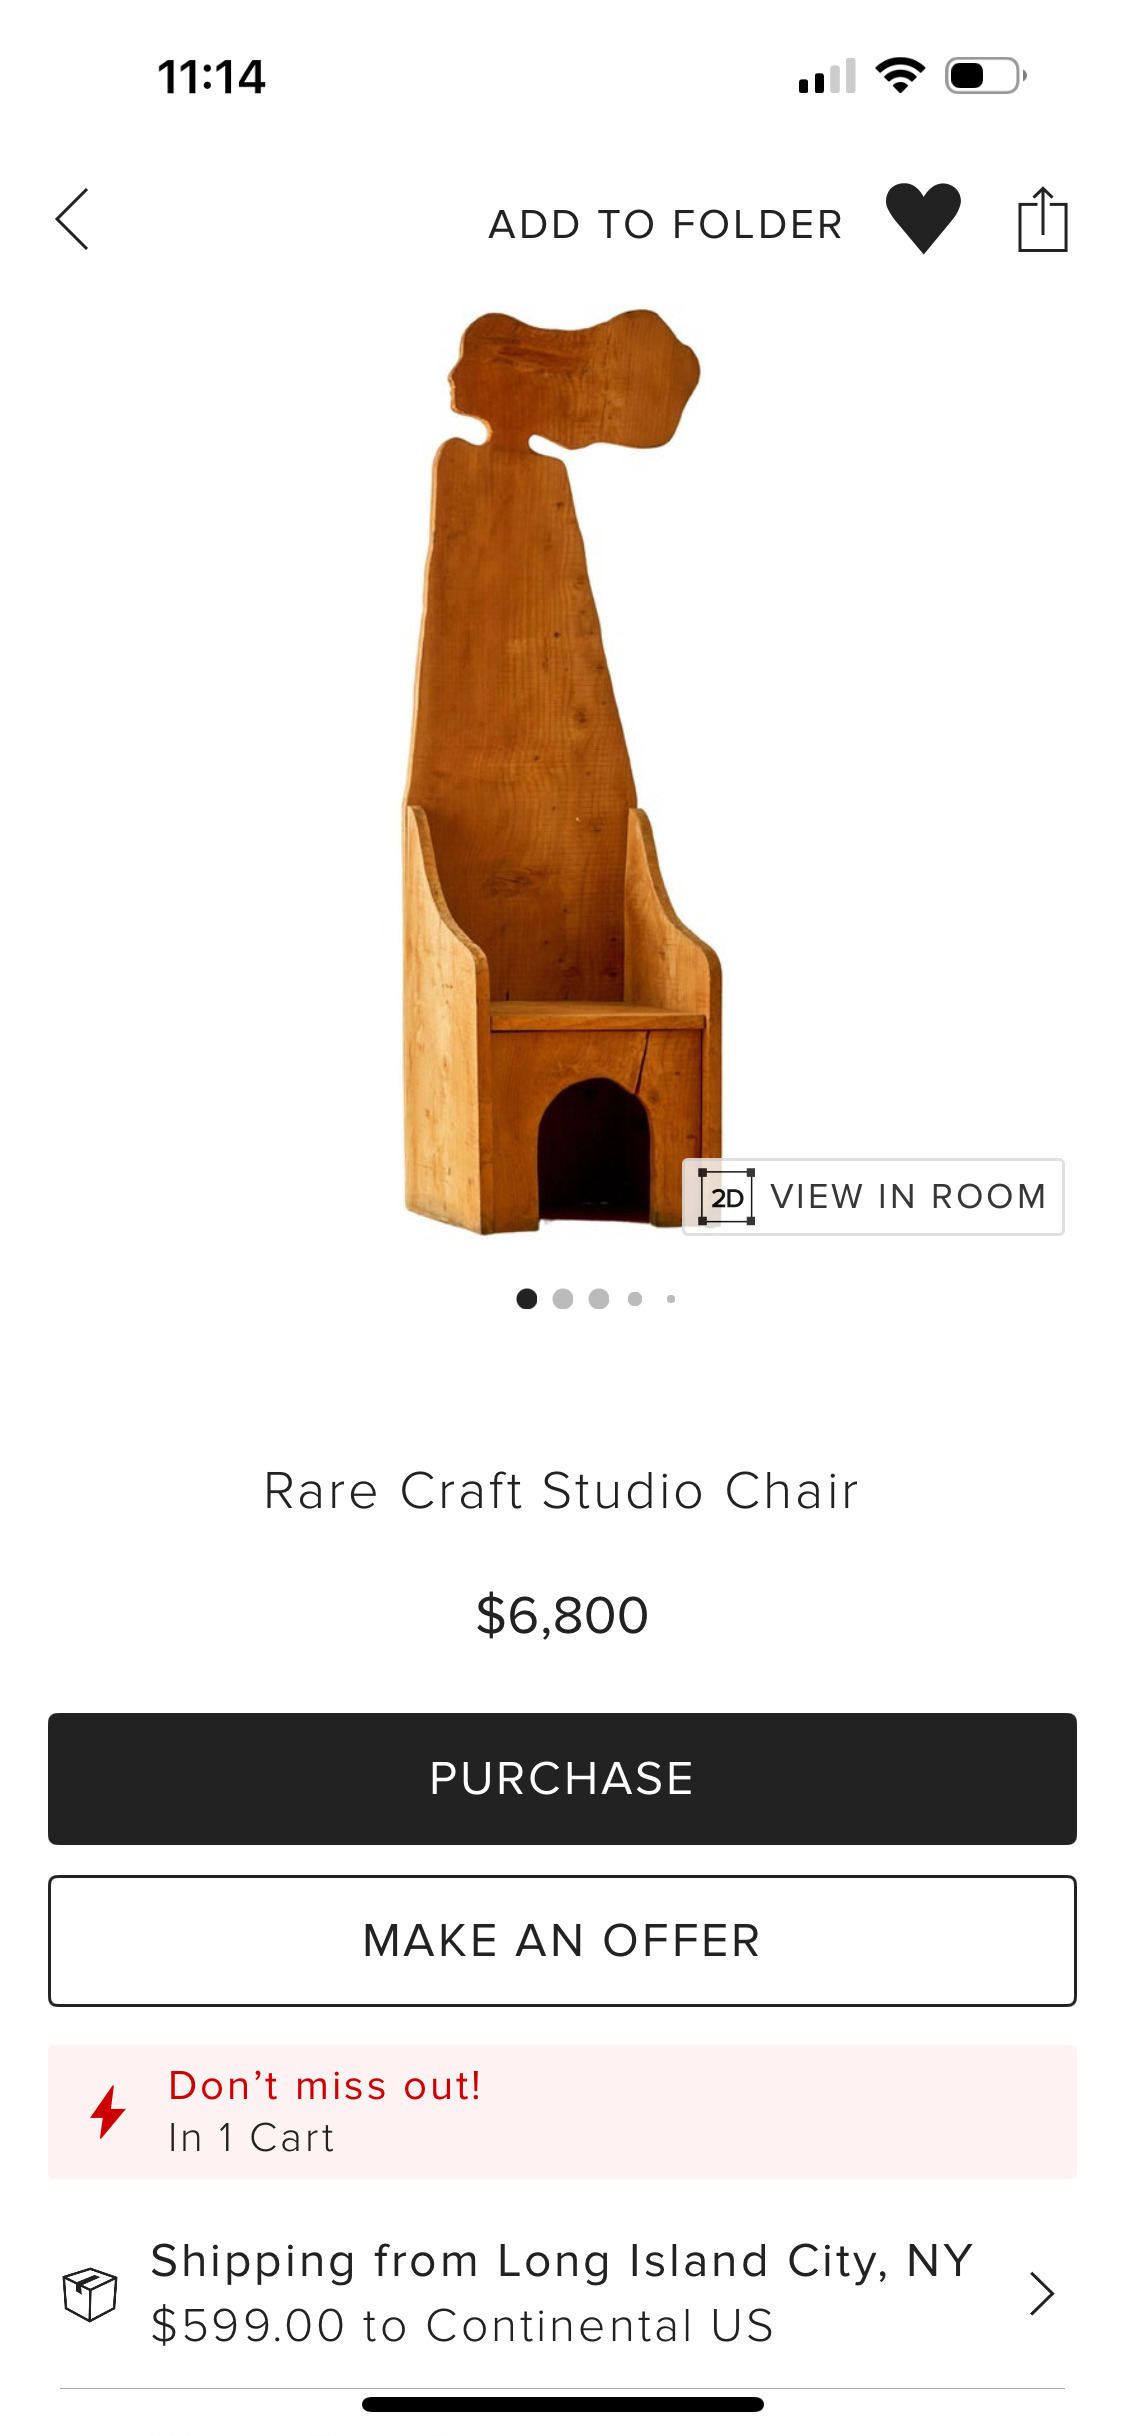 11:14
ADD TO FOLDER
2D VIEW IN ROOM
Rare Craft Studio Chair
$6,800
PURCHASE
MAKE AN OFFER
Don’t miss out!
In 1 Cart
Shipping from Long Island City, NY
$599.00 to Continental US